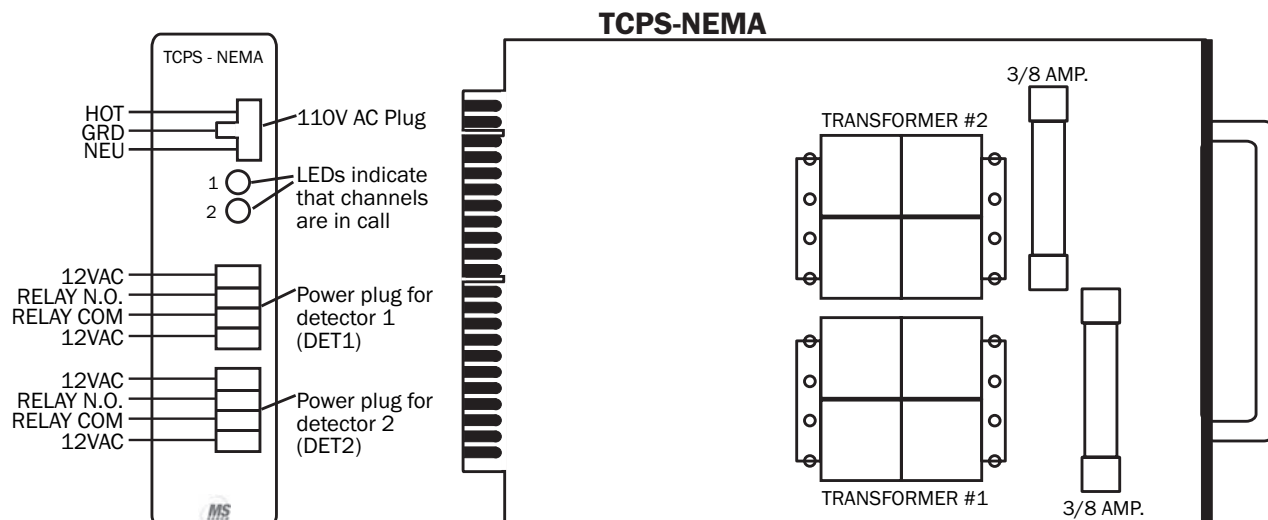 TCPS-NEMA
TCPS - NEMA
HOT
GRD
NEU
110V AC Plug
1
2
LEDs indicate
that channels
are in call
12VAC
RELAY N.O.
RELAY COM
12VAC
Power plug for
detector 1
(DET1)
12VAC
RELAY N.O.
RELAY COM
12VAC
Power plug for
detector 2
(DET2)
MS
3/8 AMP.
TRANSFORMER #2
TRANSFORMER #1
3/8 AMP.